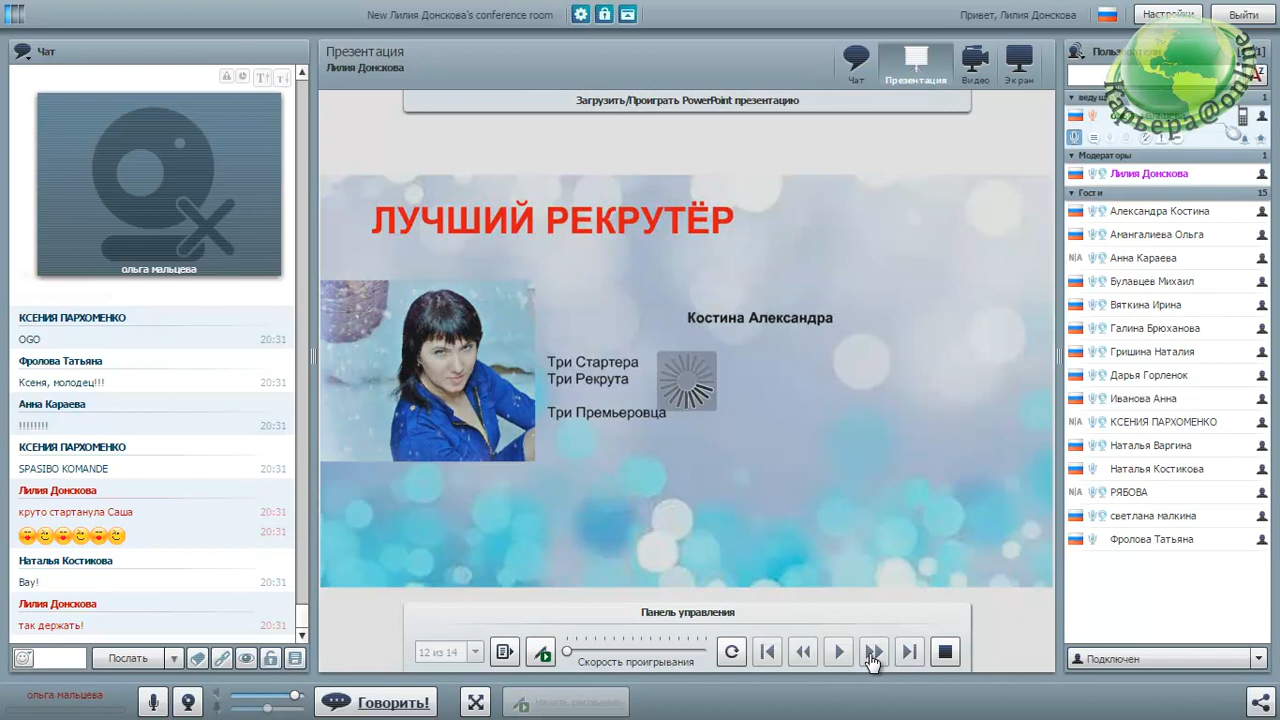 New Лилия Донскова's conference room
Привет, Лилия Донскова
Настройки
Выйти
Чат
ольга мальцева
КСЕНИЯ ПАРХОМЕНКО
OGO 20:31
Фролова Татьяна
Ксеня, молодец!!! 20:31
Анна Караева
!!!!!!!! 20:31
КСЕНИЯ ПАРХОМЕНКО
SPASIBO KOMANDE 20:31
Лилия Донскова
круто стартанула Саша 20:31
20:31
Наталья Костикова
Вау! 20:31
Лилия Донскова
так держать! 20:31
Послать
Презентация
Лилия Донскова
Чат
Презентация
Видео
Экран
Загрузить/Проиграть PowerPoint презентацию
ЛУЧШИЙ РЕКРУТЁР
Костина Александра
Три Стартера
Три Рекрута
Три Премьеровца
Панель управления
12 из 14
Скорость проигрывания
Пользователи
карьера@online
ведущ 1
Модераторы 1
Лилия Донскова
Гости 15
Александра Костина
Амангалиева Ольга
N/A Анна Караева
Булавцев Михаил
Вяткина Ирина
Галина Брюханова
Гришина Наталия
Дарья Горленок
Иванова Анна
N/A КСЕНИЯ ПАРХОМЕНКО
Наталья Варгина
Наталья Костикова
N/A РЯБОВА
светлана малкина
Фролова Татьяна
Подключен
ольга мальцева
Говорить!